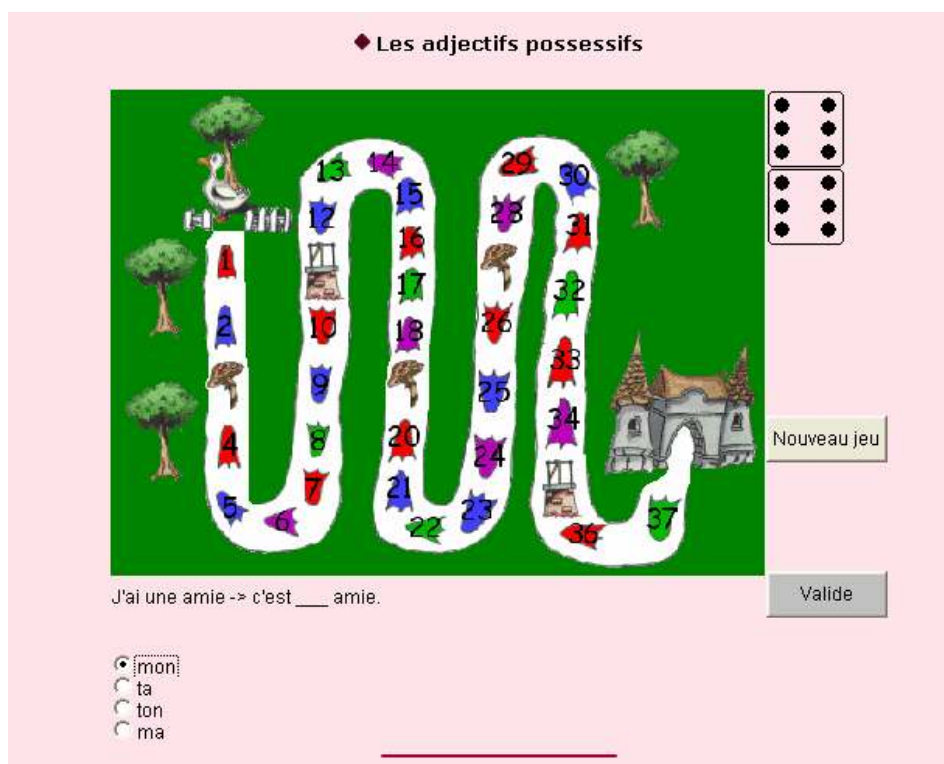 Les adjectifs possessifs
13 14 29
15 30
12 28
31
16
1 17 32
2 10 18 26
33
9 25
4 8 20 34 24
Nouveau jeu
7 21
5 6 22 23 37
36
J'ai une amie -> c'est ___ amie.
Valide
mon
ta
ton
ma